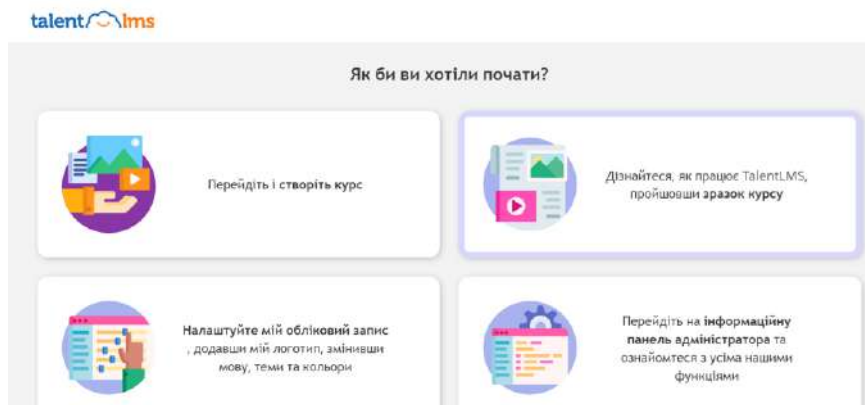 talentlms
Як би ви хотіли почати?
Перейдіть і створіть курс
Дізнайтеся, як працює TalentLMS,
пройшовши зразок курсу
Налаштуйте мій обліковий запис
, додавши мій логотип, змінивши
мову, теми та кольори
Перейдіть на інформаційну
панель адміністратора та
ознайомтеся з усіма нашими
функціями